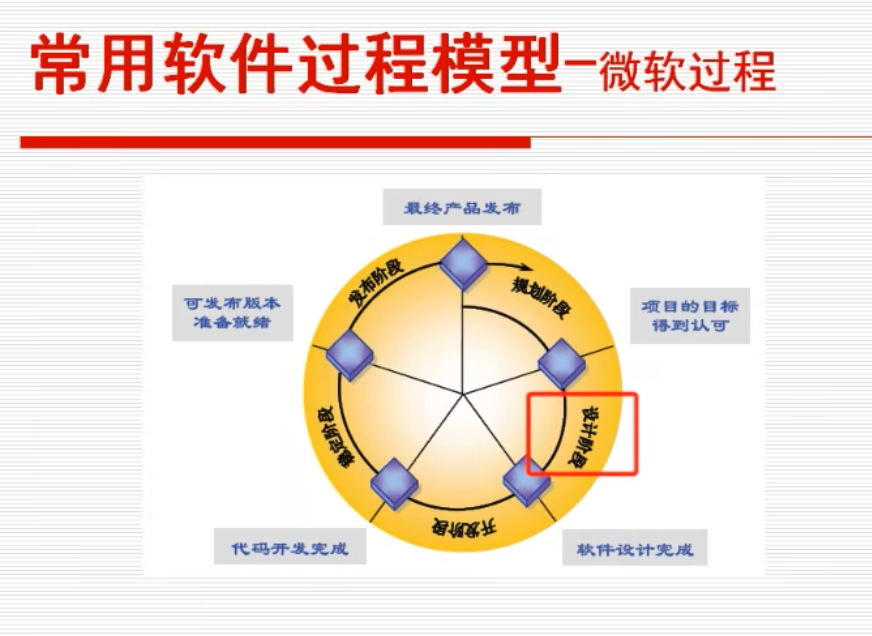 常用软件过程模型-微软过程
最终产品发布
发布阶段
规划阶段
可发布版本
准备就绪
项目的目标
得到认可
设计阶段
稳定阶段
开发阶段
代码开发完成
软件设计完成